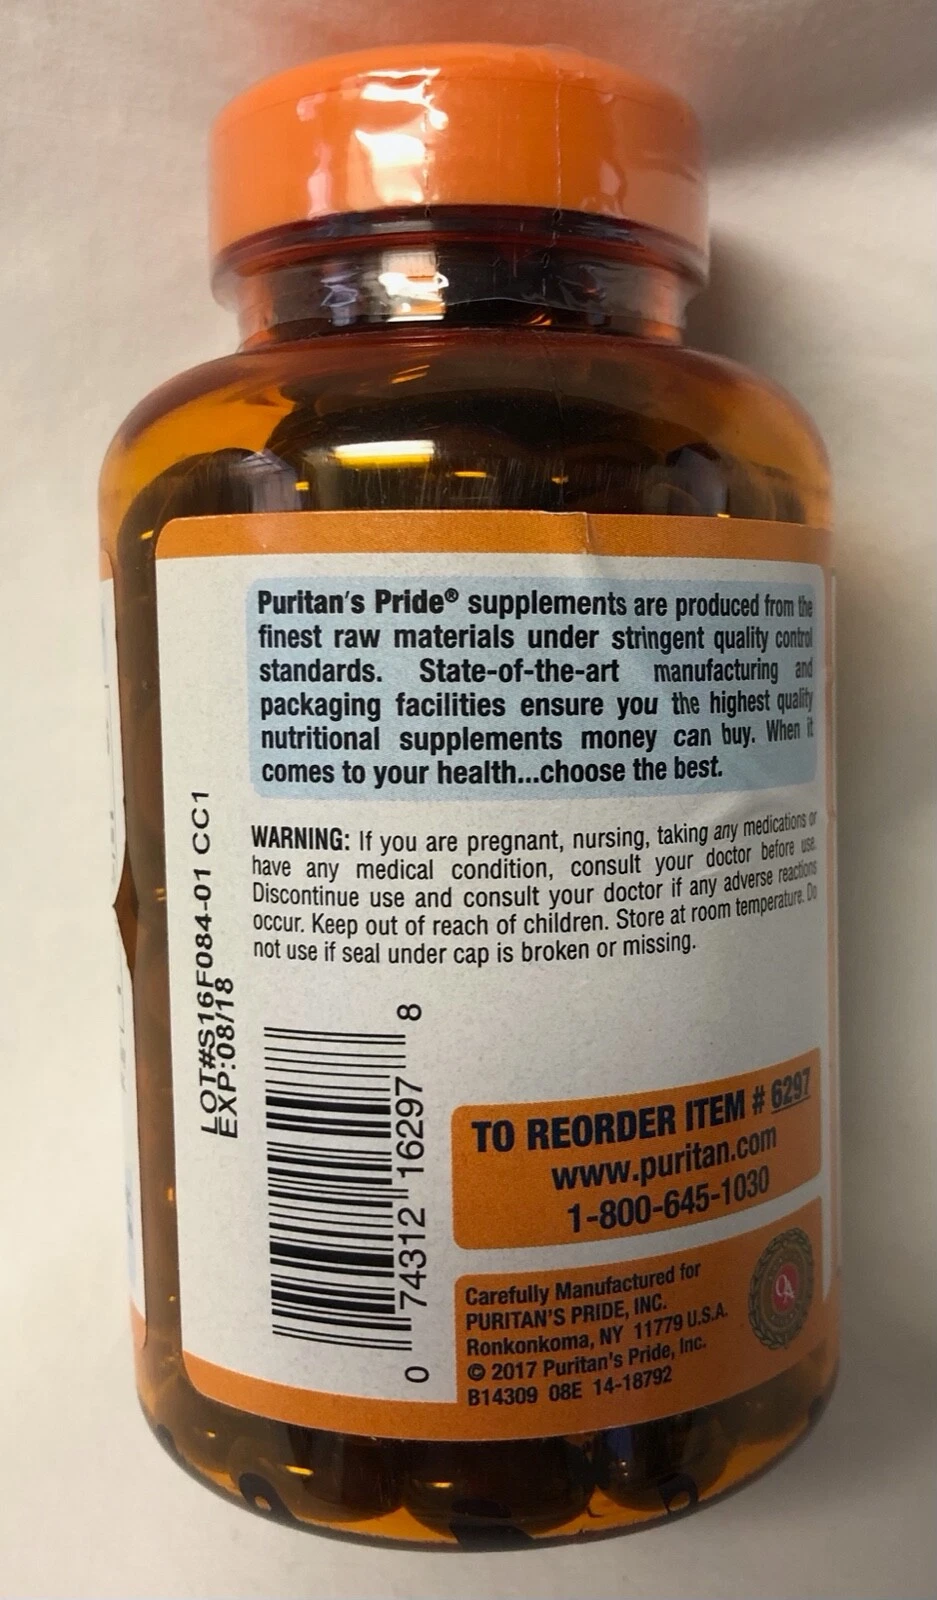 Puritan's Pride® supplements are produced from the
finest raw materials under stringent quality control
standards. State-of-the-art manufacturing and
packaging facilities ensure you the highest quality
nutritional supplements money can buy. When it
comes to your health...choose the best.
WARNING: If you are pregnant, nursing, taking any medications or
have any medical condition, consult your doctor before use.
Discontinue use and consult your doctor if any adverse reactions
occur. Keep out of reach of children. Store at room temperature. Do
not use if seal under cap is broken or missing.
LOT#S16F084-01 CC1
EXP:08/18
0 74312 16297 8
TO REORDER ITEM # 6297
www.puritan.com
1-800-645-1030
Carefully Manufactured for
PURITAN'S PRIDE, INC.
Ronkonkoma, NY 11779 U.S.A.
© 2017 Puritan's Pride, Inc.
B14309 08E 14-18792
QA